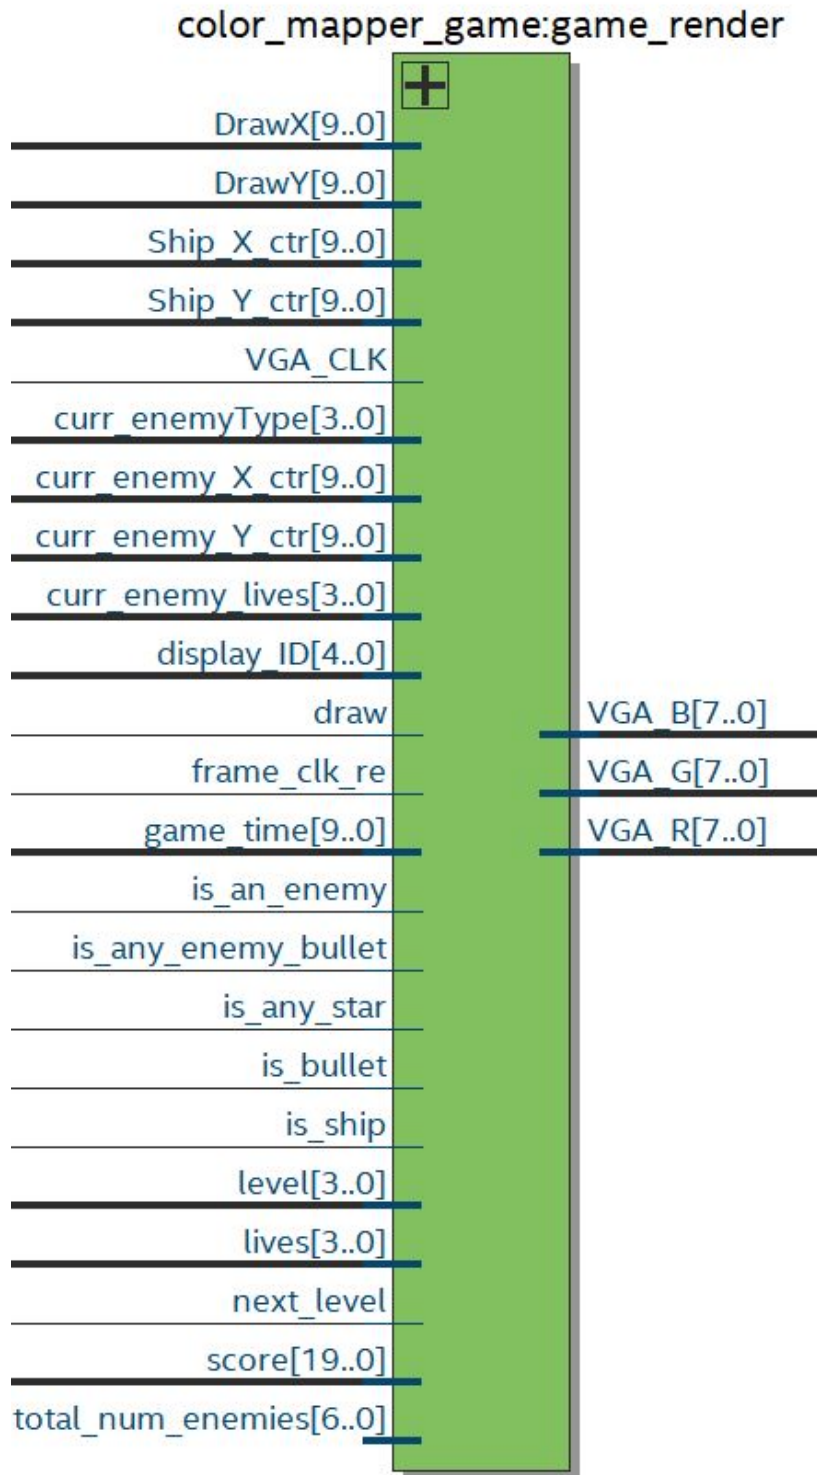 color_mapper_game:game_render
DrawX[9..0]
DrawY[9..0]
Ship_X_ctr[9..0]
Ship_Y_ctr[9..0]
VGA_CLK
curr_enemyType[3..0]
curr_enemy_X_ctr[9..0]
curr_enemy_Y_ctr[9..0]
curr_enemy_lives[3..0]
display_ID[4..0]
draw
frame_clk_re
game_time[9..0]
is_an_enemy
is_any_enemy_bullet
is_any_star
is_bullet
is_ship
level[3..0]
lives[3..0]
next_level
score[19..0]
total_num_enemies[6..0]
VGA_B[7..0]
VGA_G[7..0]
VGA_R[7..0]